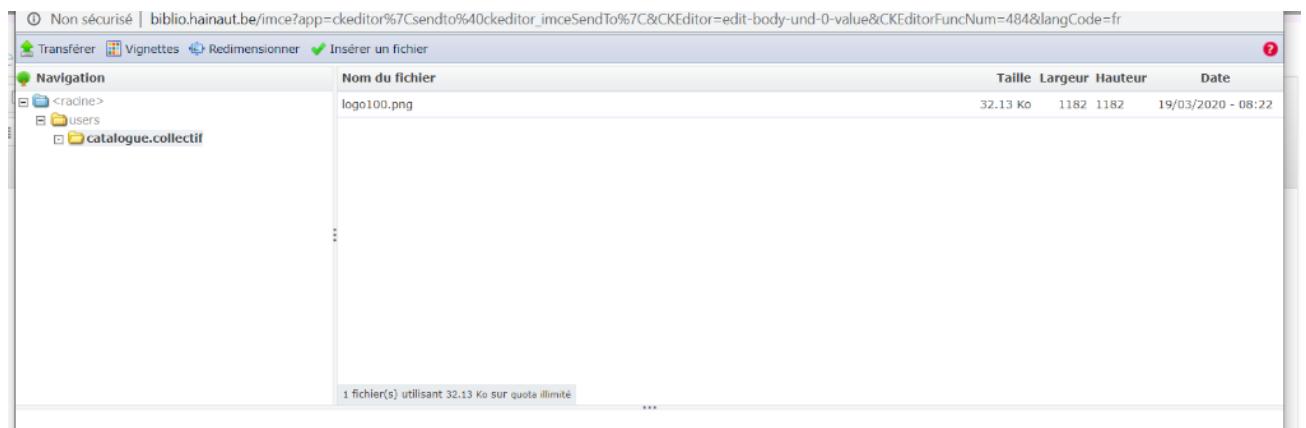 Non sécurisé | biblio.hainaut.be/imce?app=ckeditor%7Csendto%40ckeditor_imceSendTo%7C&CKEditor=edit-body-und-0-value&CKEditorFuncNum=484&langCode=fr
Transférer Vignettes Redimensionner Insérer un fichier
Navigation Nom du fichier Taille Largeur Hauteur Date
<racine> logo100.png 32.13 Ko 1182 1182 19/03/2020 - 08:22
users
catalogue.collectif
1 fichier(s) utilisant 32.13 Ko sur quota illimité